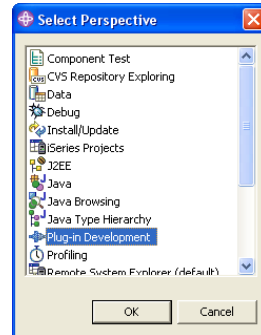 Select Perspective
Component Test
CVS CVS Repository Exploring
Data
Debug
Install/Update
iSeries Projects
J2EE
Java
Java Browsing
Java Type Hierarchy
Plug-in Development
Profiling
Remote System Explorer (default)
OK Cancel